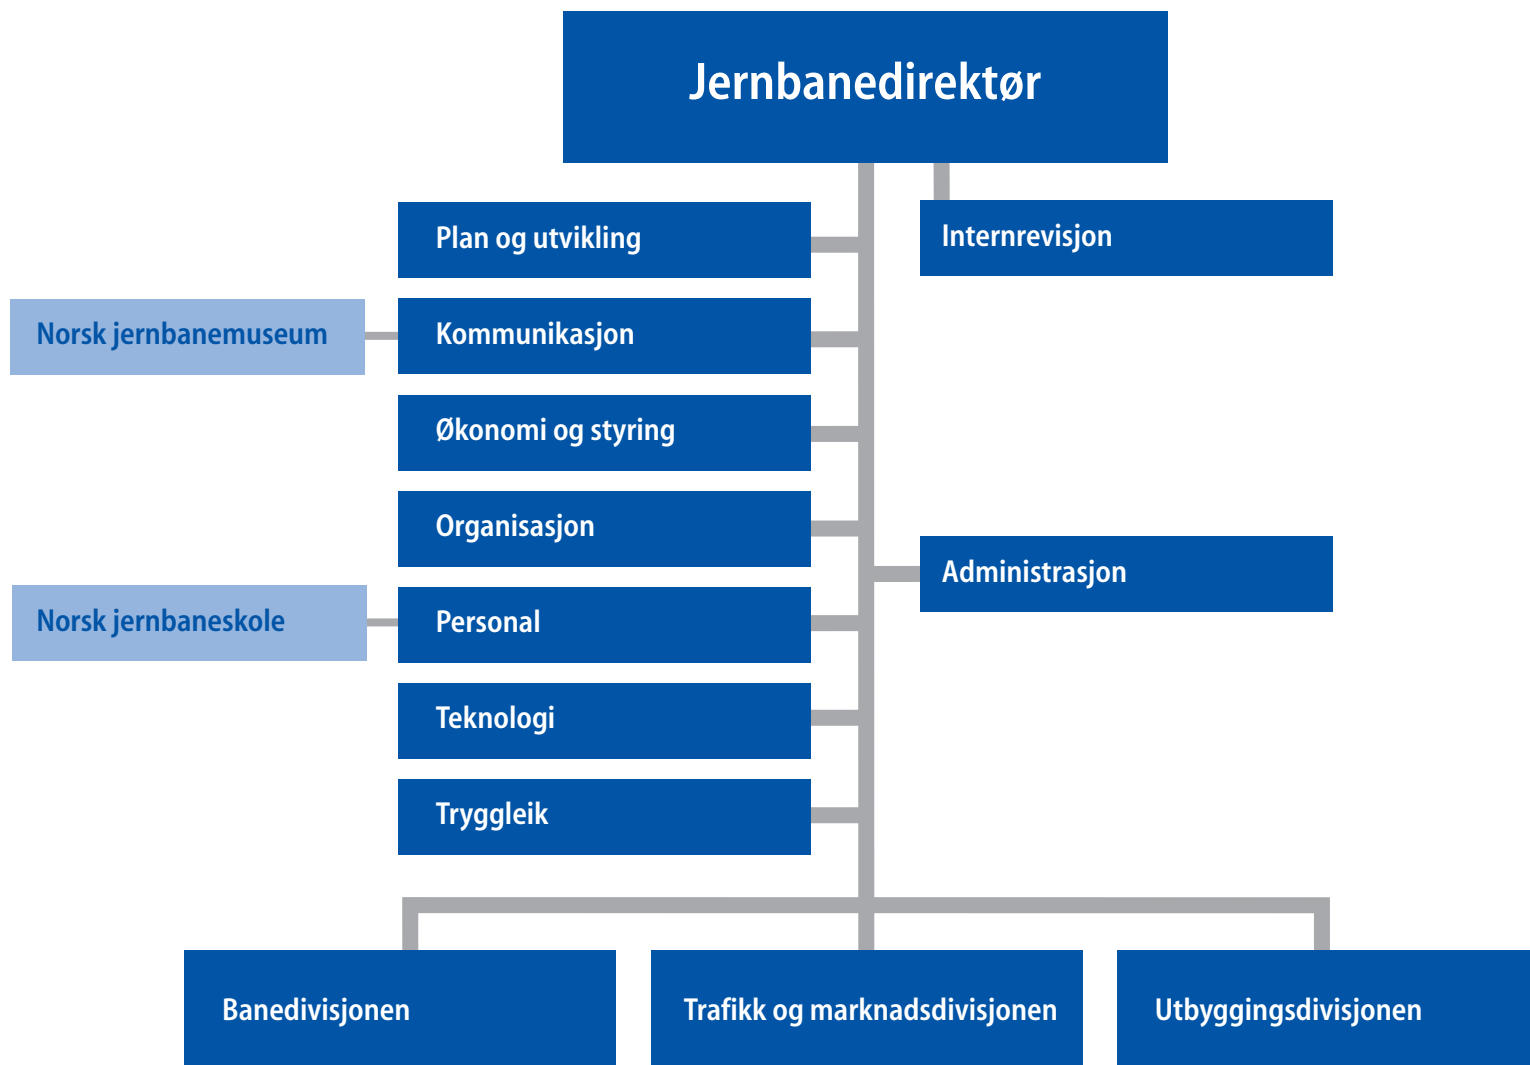 Jernbanedirektør
Plan og utvikling
Internrevisjon
Norsk jernbanemuseum
Kommunikasjon
Økonomi og styring
Organisasjon
Administrasjon
Norsk jernbaneskole
Personal
Teknologi
Tryggleik
Banedivisjonen
Trafikk og marknadsdivisjonen
Utbyggingsdivisjonen